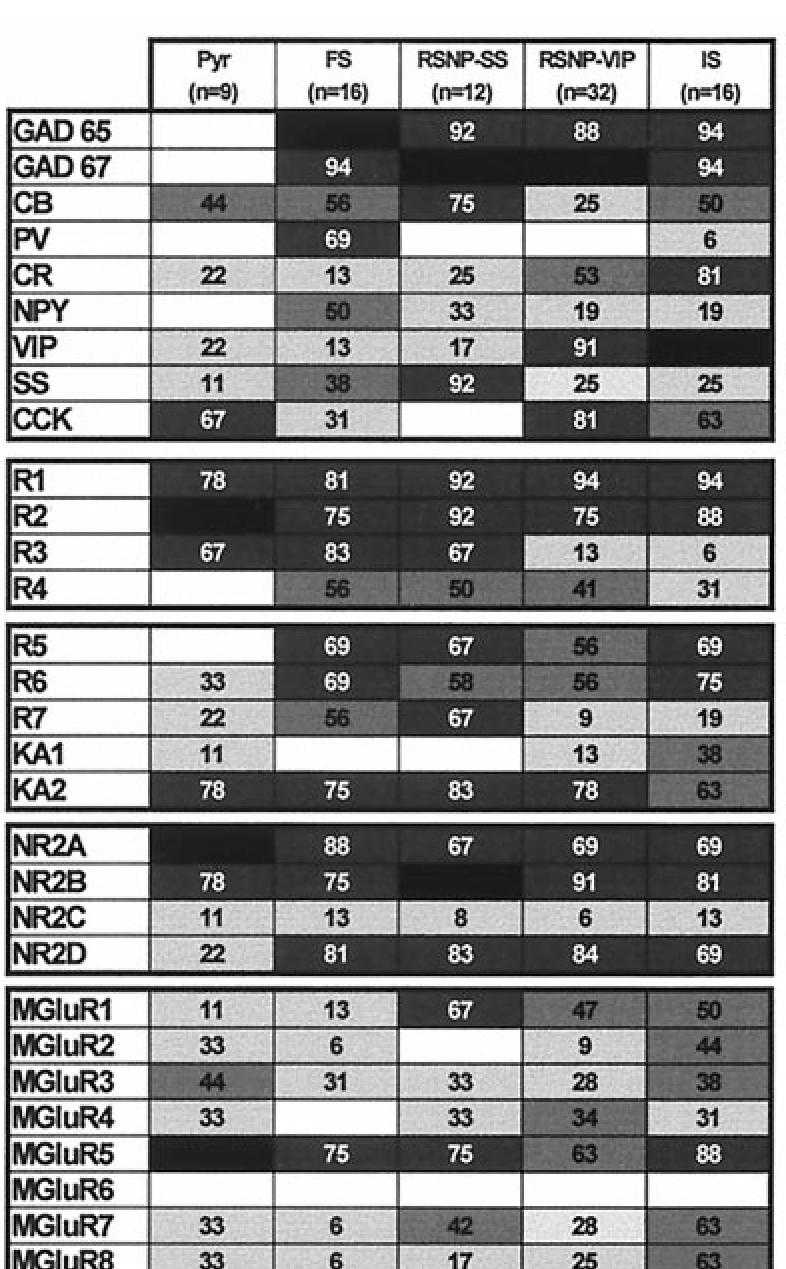 Pyr FS RSNP-SS RSNP-VIP IS
(n=9) (n=16) (n=12) (n=32) (n=16)
GAD 65 92 88 94
GAD 67 94 94
CB 44 56 75 25 50
PV 69 6
CR 22 13 25 53 81
NPY 50 33 19 19
VIP 22 13 17 91
SS 11 38 92 25 25
CCK 67 31 81 63
R1 78 81 92 94 94
R2 75 92 75 88
R3 67 83 67 13 6
R4 56 50 41 31
R5 69 67 56 69
R6 33 69 58 56 75
R7 22 56 67 9 19
KA1 11 13 38
KA2 78 75 83 78 63
NR2A 88 67 69 69
NR2B 78 75 91 81
NR2C 11 13 8 6 13
NR2D 22 81 83 84 69
MGluR1 11 13 67 47 50
MGluR2 33 6 9 44
MGluR3 44 31 33 28 38
MGluR4 33 33 34 31
MGluR5 75 75 63 88
MGluR6
MGluR7 33 6 42 28 63
MGluR8 33 6 17 25 63